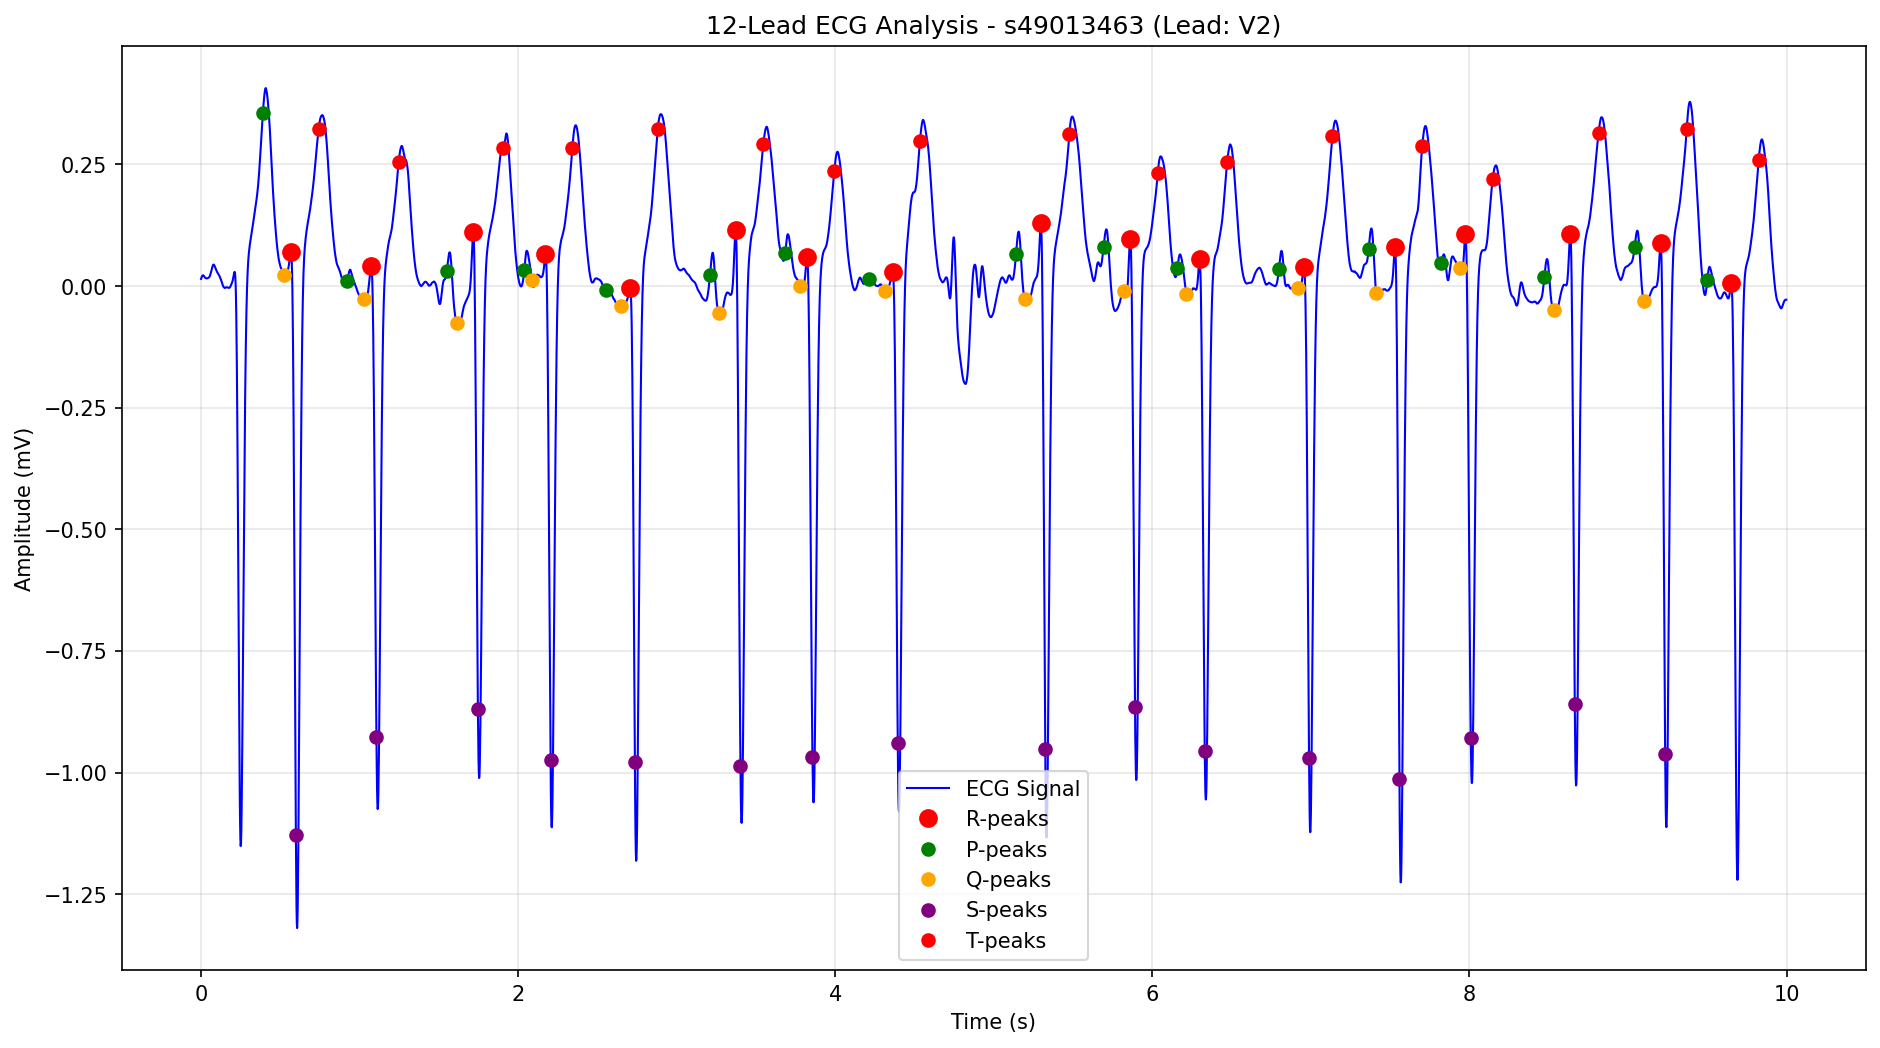 12-Lead ECG Analysis - s49013463 (Lead: V2)
Amplitude (mV)
0.25
0.00
−0.25
−0.50
−0.75
−1.00
−1.25
ECG Signal
R-peaks
P-peaks
Q-peaks
S-peaks
T-peaks
0 2 4 6 8 10
Time (s)